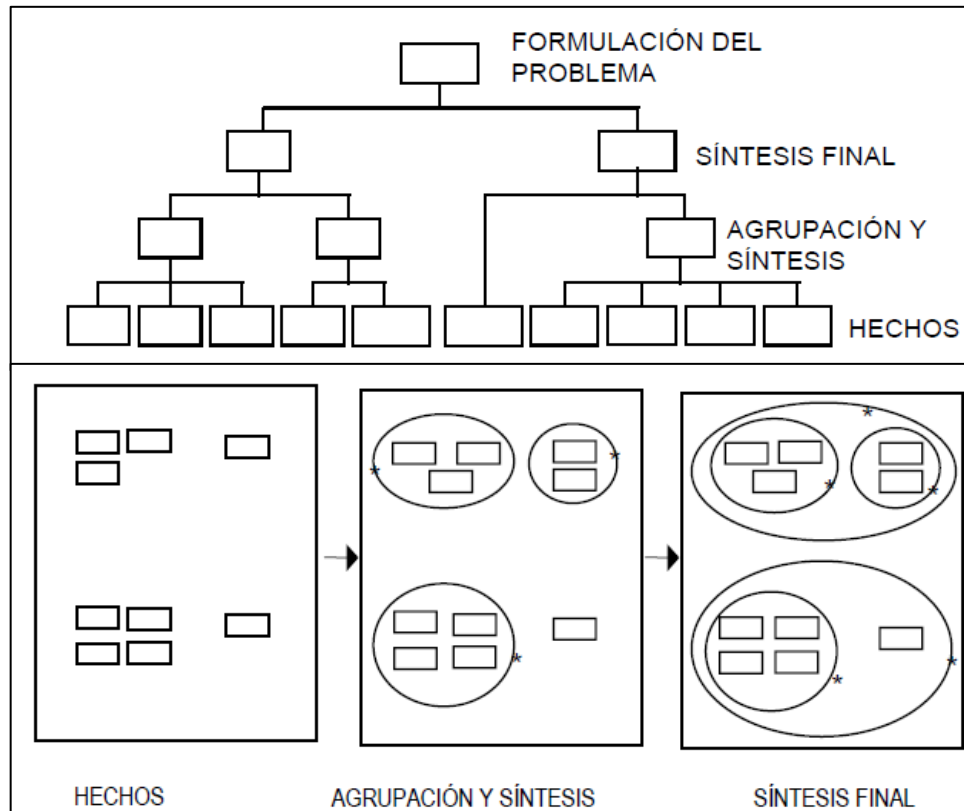 FORMULACIÓN DEL
PROBLEMA
SÍNTESIS FINAL
AGRUPACIÓN Y
SÍNTESIS
HECHOS
*
*
*
*
*
*
*
*
HECHOS
AGRUPACIÓN Y SÍNTESIS
SÍNTESIS FINAL